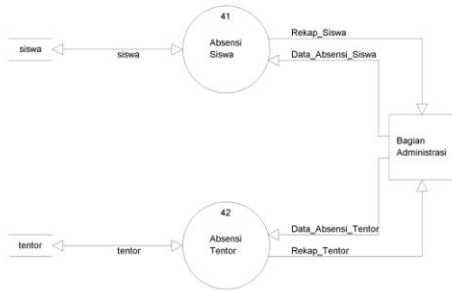 41
Absensi
Siswa
Rekap_Siswa
Data_Absensi_Siswa
siswa
siswa
Bagian
Administrasi
42
Absensi
Tentor
Data_Absensi_Tentor
Rekap_Tentor
tentor
tentor